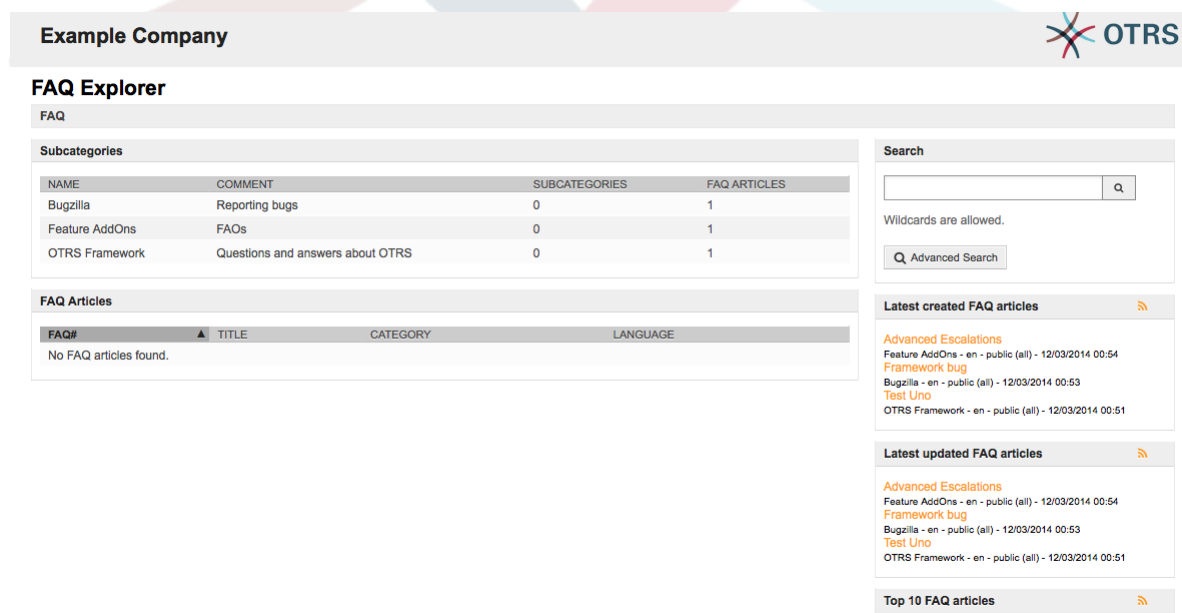 Example Company
OTRS
FAQ Explorer
FAQ
Subcategories
NAME COMMENT SUBCATEGORIES FAQ ARTICLES
Bugzilla Reporting bugs 0 1
Feature AddOns FAOs 0 1
OTRS Framework Questions and answers about OTRS 0 1
FAQ Articles
FAQ# ▲ TITLE CATEGORY LANGUAGE
No FAQ articles found.
Search
Wildcards are allowed.
Advanced Search
Latest created FAQ articles
Advanced Escalations
Feature AddOns - en - public (all) - 12/03/2014 00:54
Framework bug
Bugzilla - en - public (all) - 12/03/2014 00:53
Test Uno
OTRS Framework - en - public (all) - 12/03/2014 00:51
Latest updated FAQ articles
Advanced Escalations
Feature AddOns - en - public (all) - 12/03/2014 00:54
Framework bug
Bugzilla - en - public (all) - 12/03/2014 00:53
Test Uno
OTRS Framework - en - public (all) - 12/03/2014 00:51
Top 10 FAQ articles